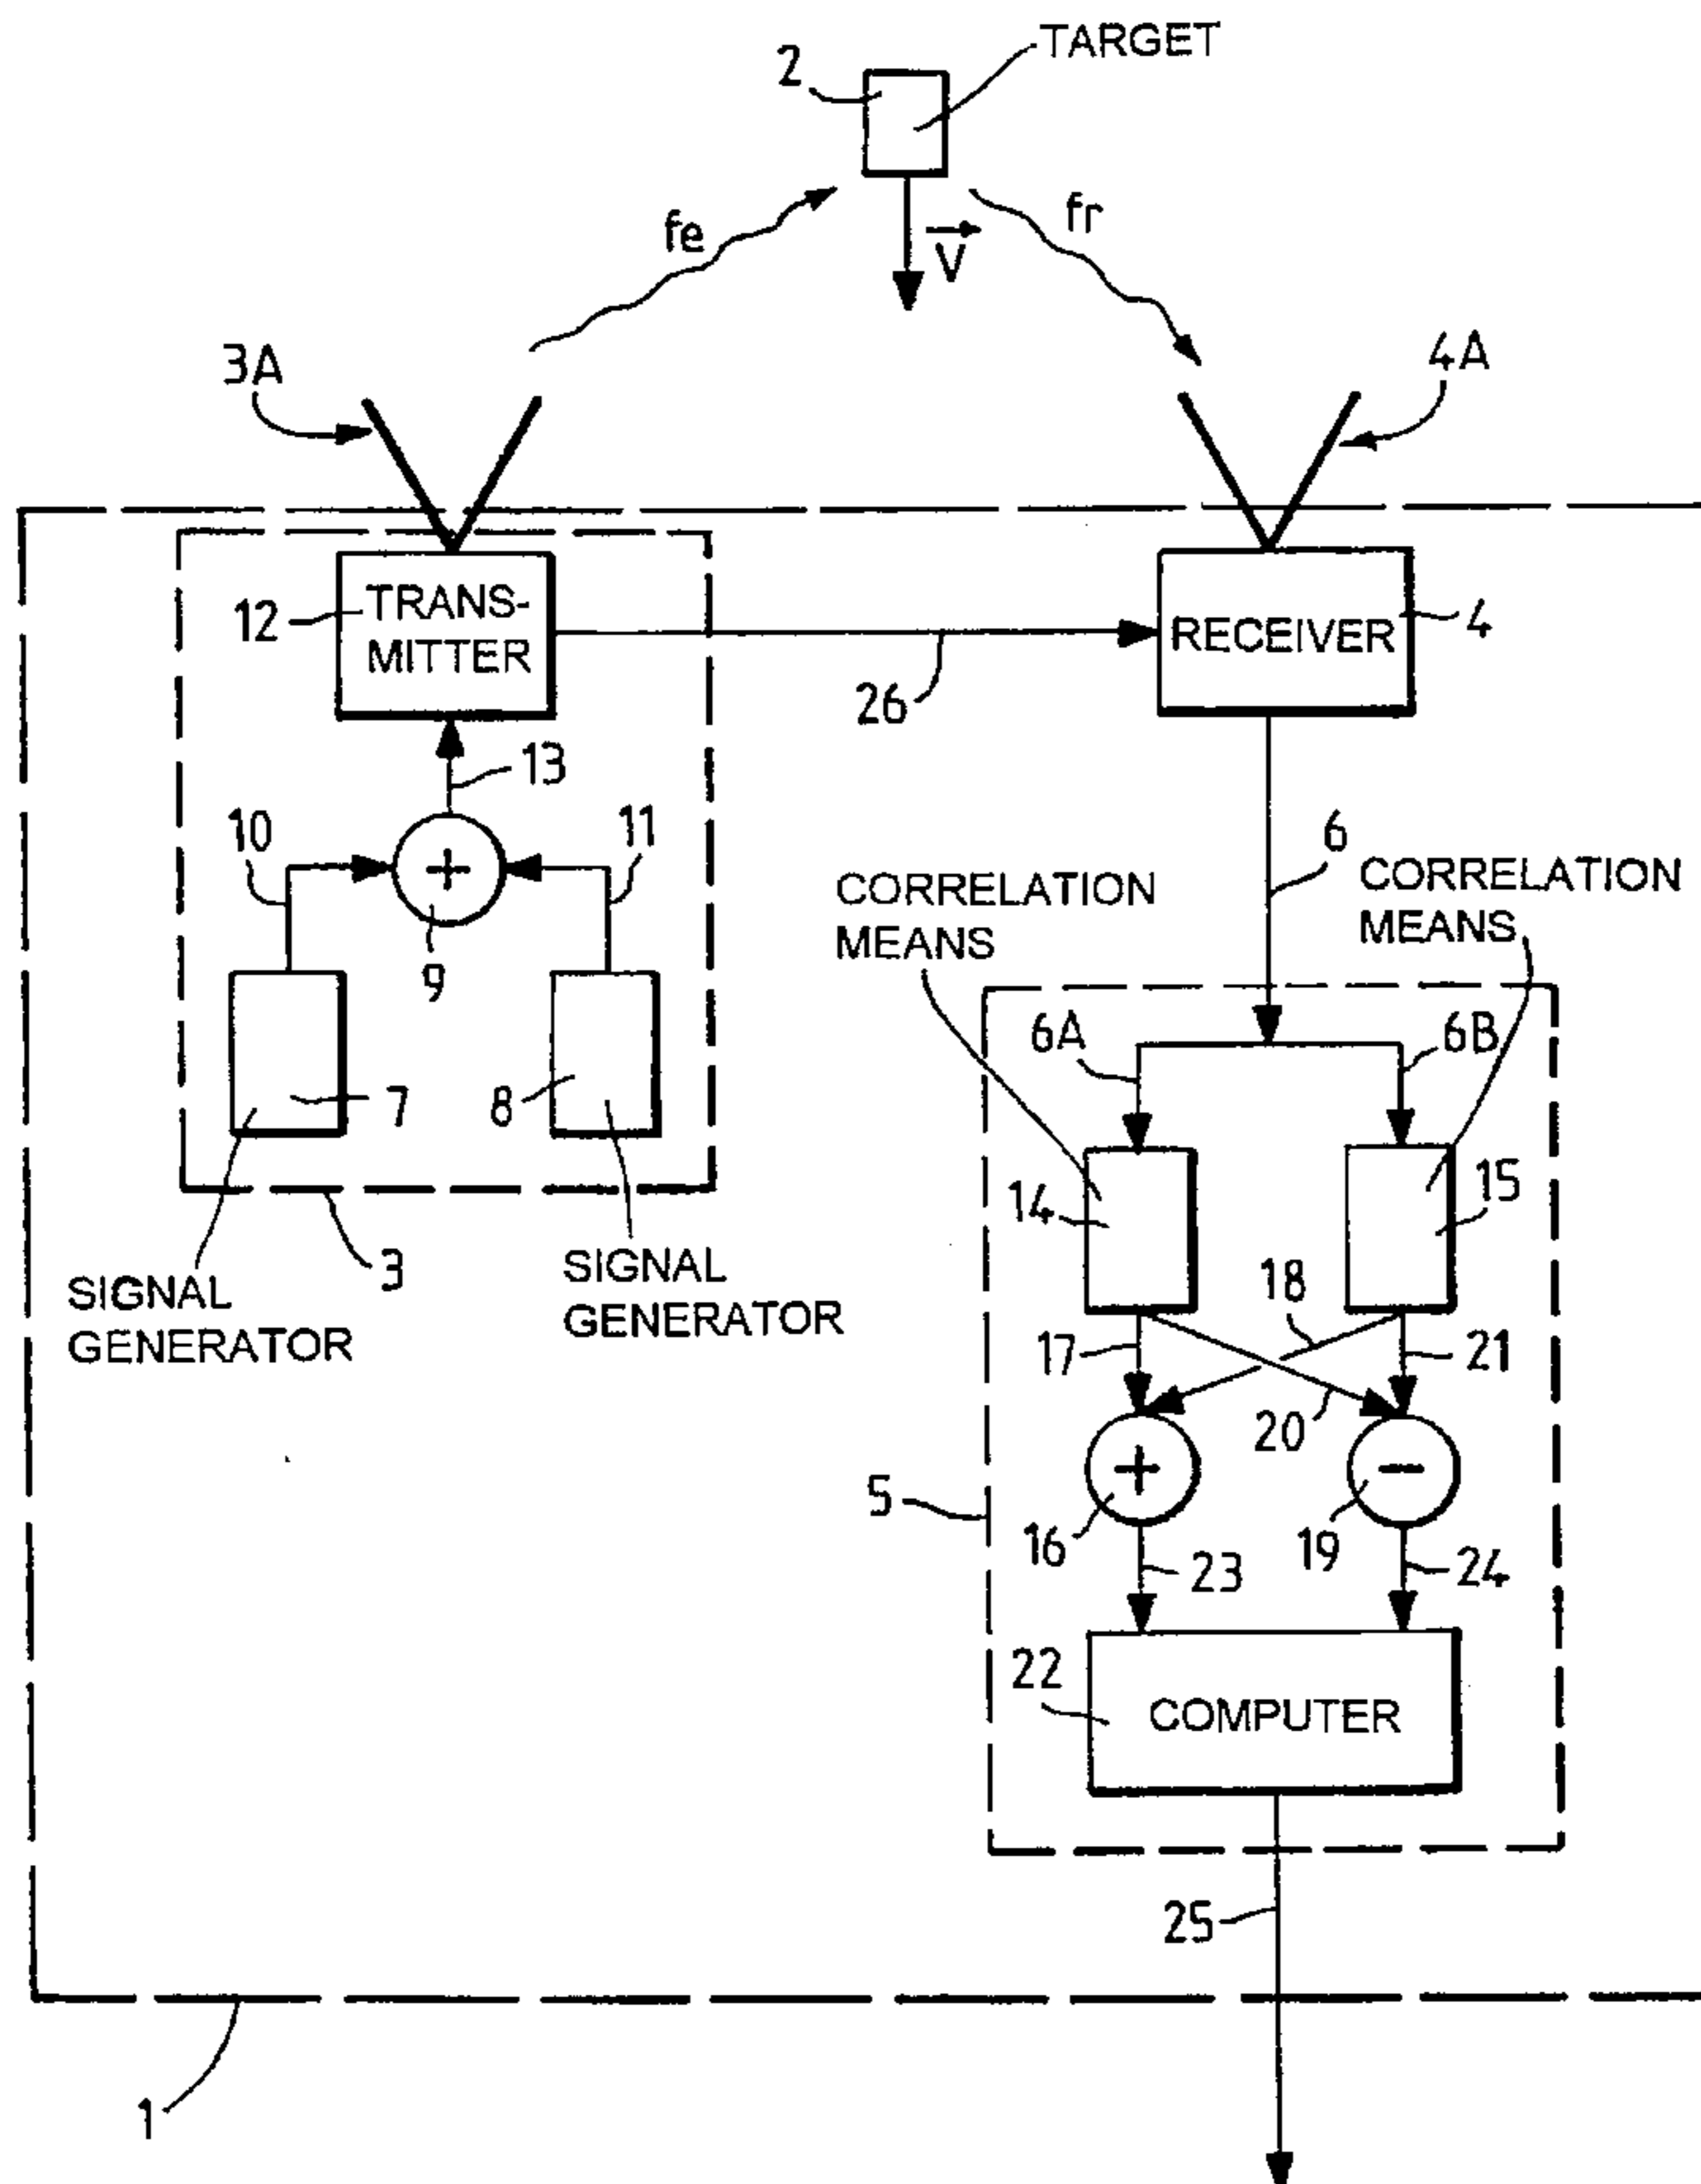 TARGET
2
fe
fr
V
3A
4A
12
TRANS-
MITTER
RECEIVER
4
26
13
10
11
+
9
6
CORRELATION
MEANS
CORRELATION
MEANS
6A
6B
7
8
14
15
3
SIGNAL
GENERATOR
SIGNAL
GENERATOR
17
18
21
20
+
−
5
16
19
23
24
22
COMPUTER
25
1